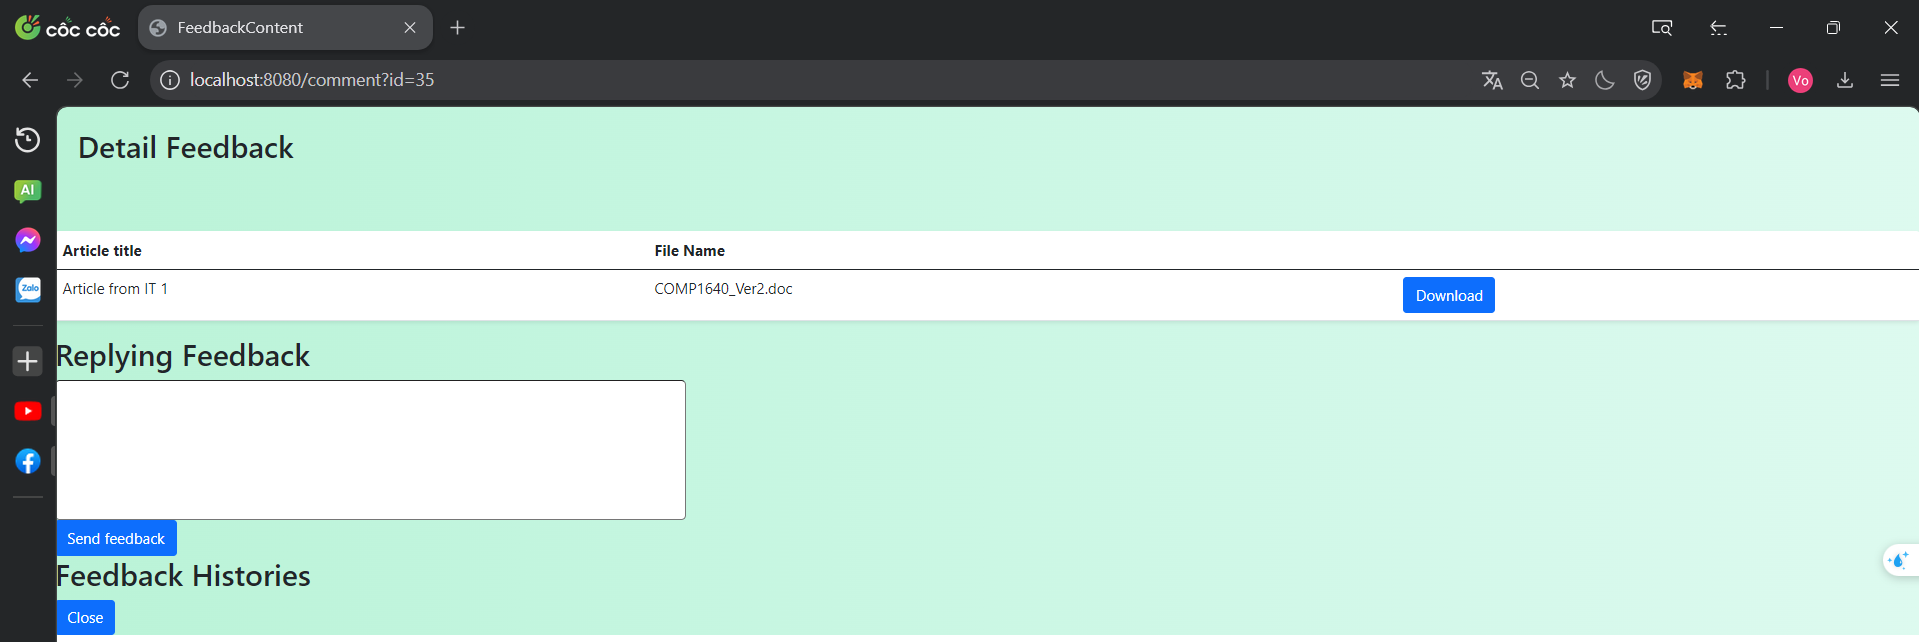 cốc cốc
FeedbackContent
localhost:8080/comment?id=35
Vo
AI
Zalo
Detail Feedback
Article title File Name
Article from IT 1 COMP1640_Ver2.doc Download
Replying Feedback
Send feedback
Feedback Histories
Close